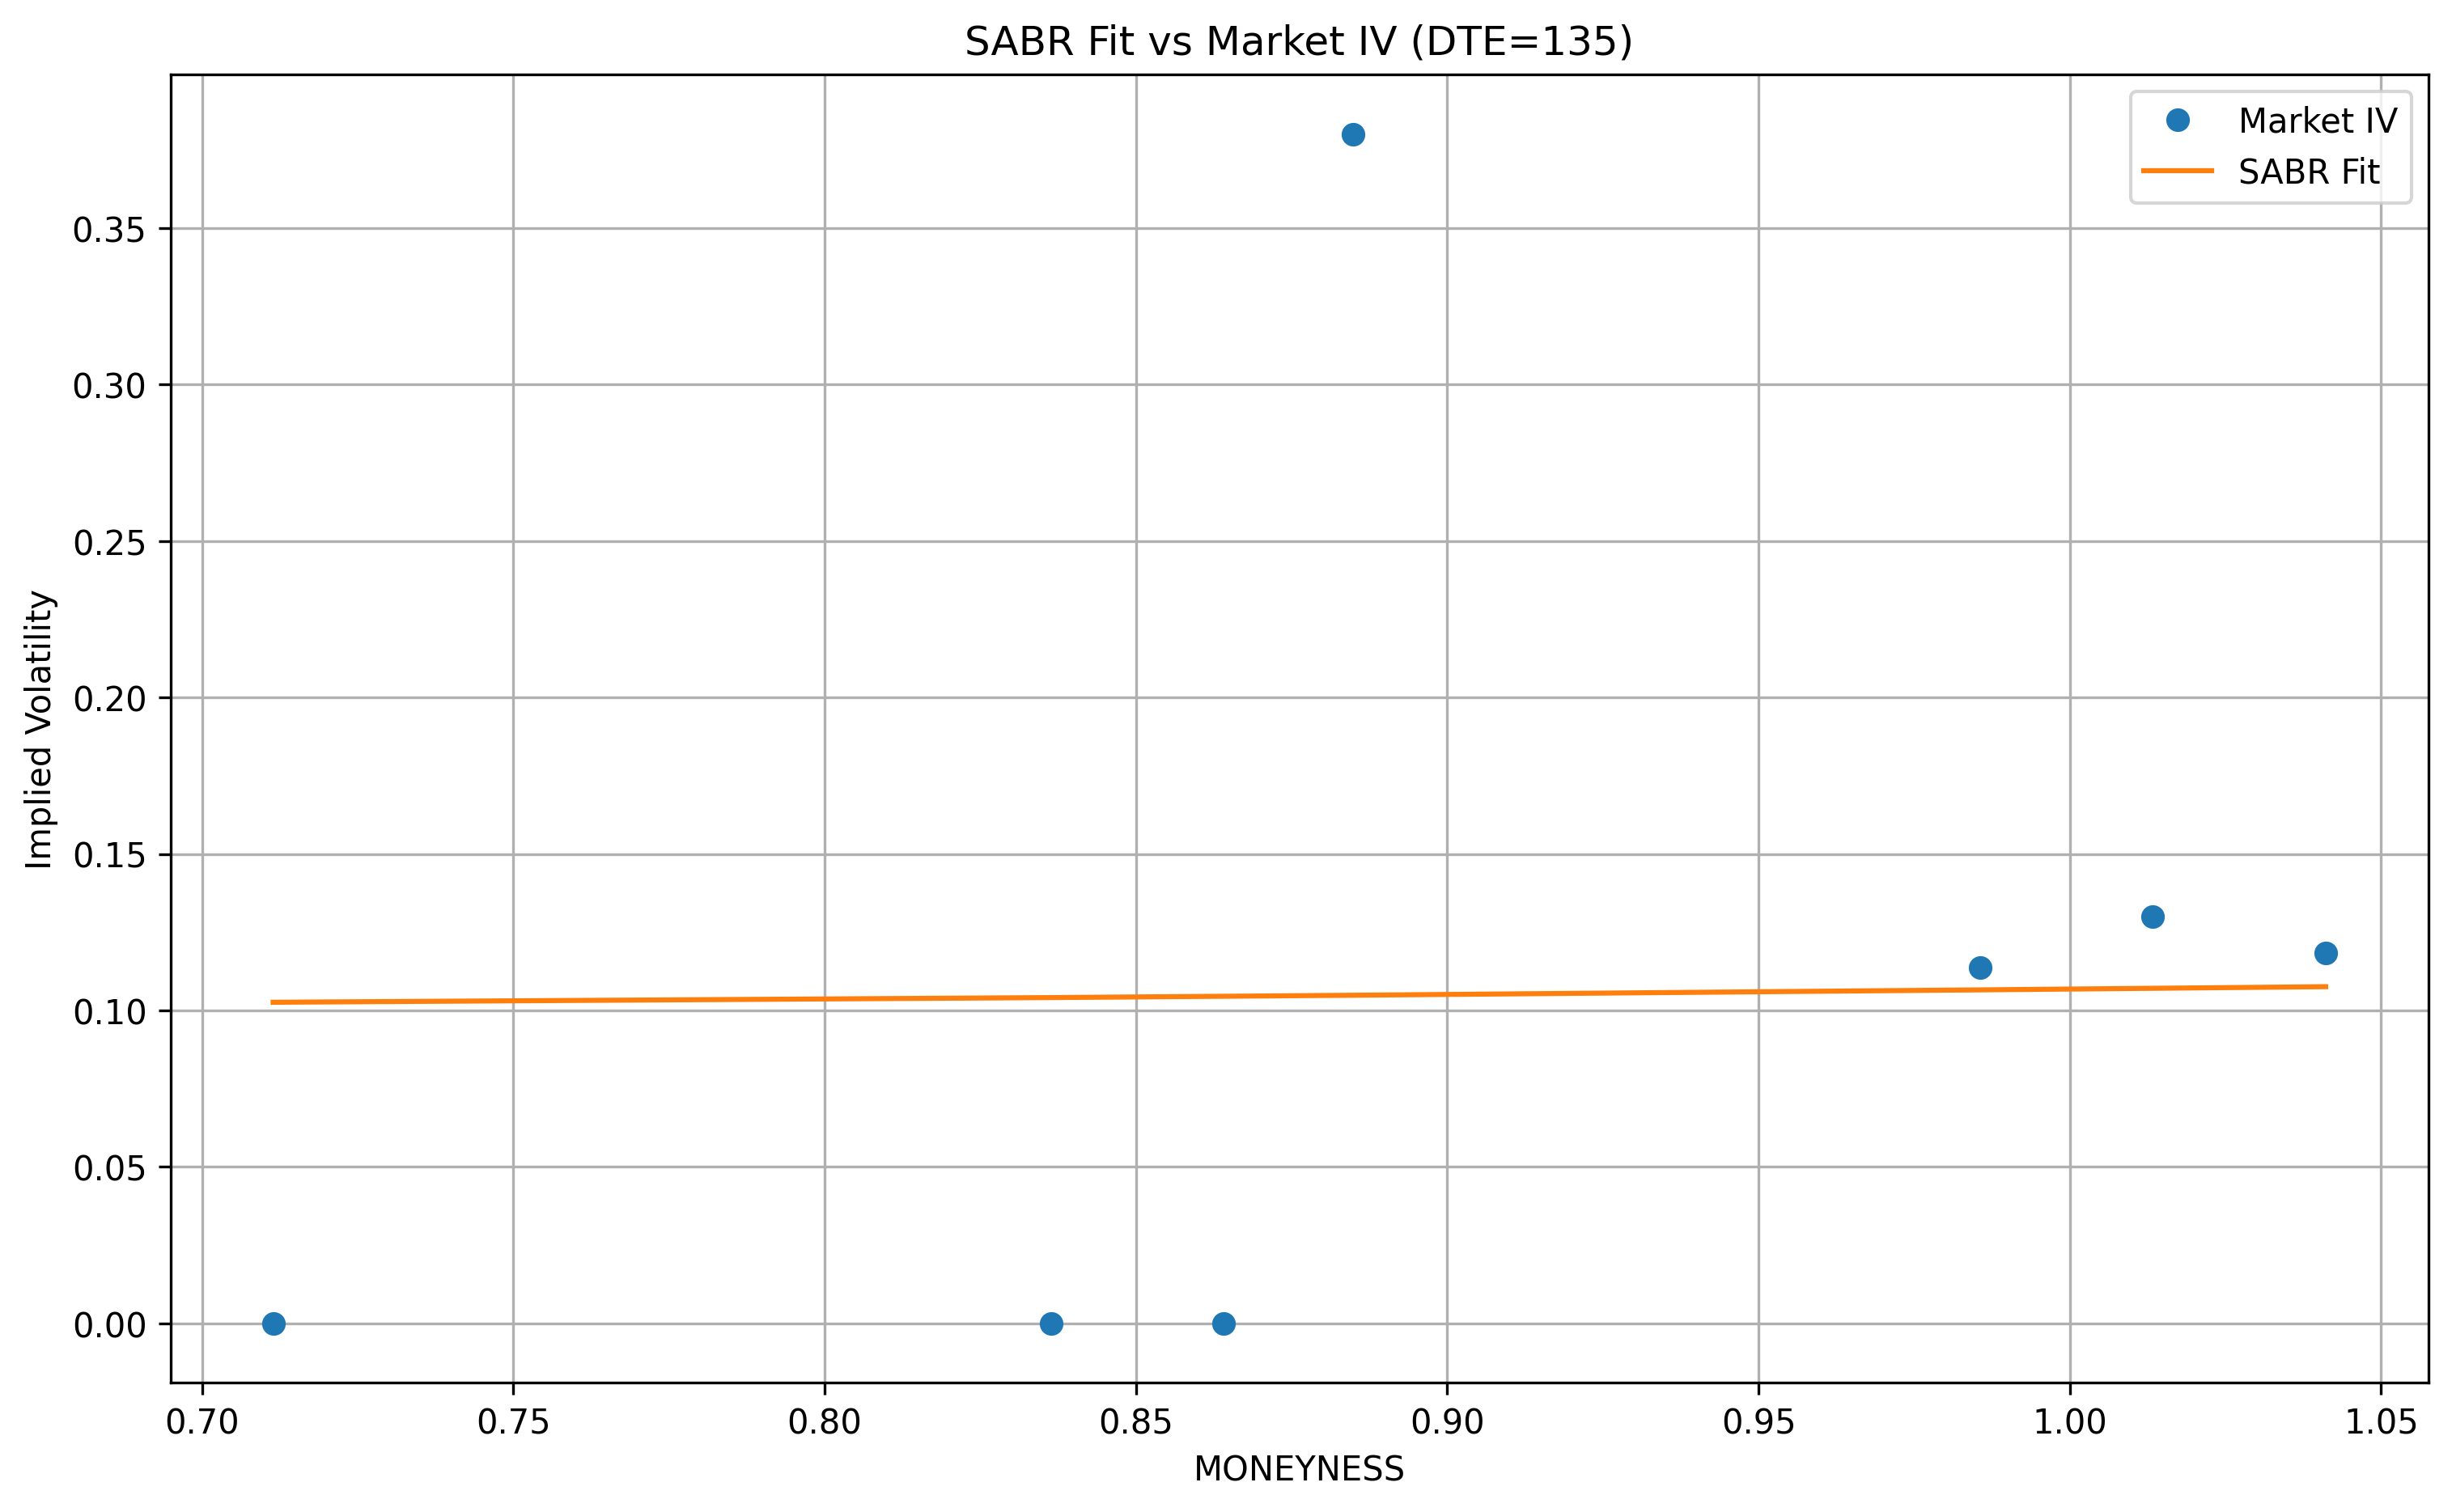 SABR Fit vs Market IV (DTE=135)
Market IV
SABR Fit
Implied Volatility
0.35
0.30
0.25
0.20
0.15
0.10
0.05
0.00
0.70 0.75 0.80 0.85 0.90 0.95 1.00 1.05
MONEYNESS